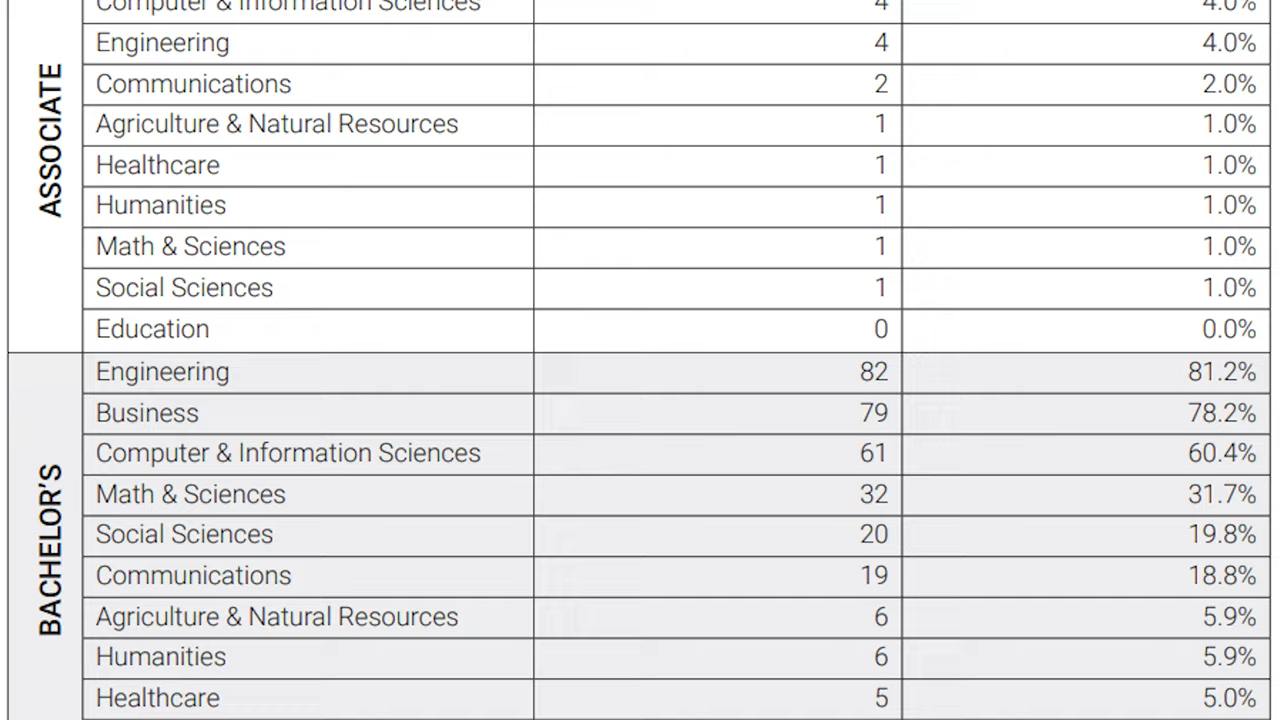 Computer & Information Sciences 4 4.0%
Engineering 4 4.0%
Communications 2 2.0%
Agriculture & Natural Resources 1 1.0%
Healthcare 1 1.0%
Humanities 1 1.0%
Math & Sciences 1 1.0%
Social Sciences 1 1.0%
Education 0 0.0%
ASSOCIATE
Engineering 82 81.2%
Business 79 78.2%
Computer & Information Sciences 61 60.4%
Math & Sciences 32 31.7%
Social Sciences 20 19.8%
Communications 19 18.8%
Agriculture & Natural Resources 6 5.9%
Humanities 6 5.9%
Healthcare 5 5.0%
BACHELOR'S